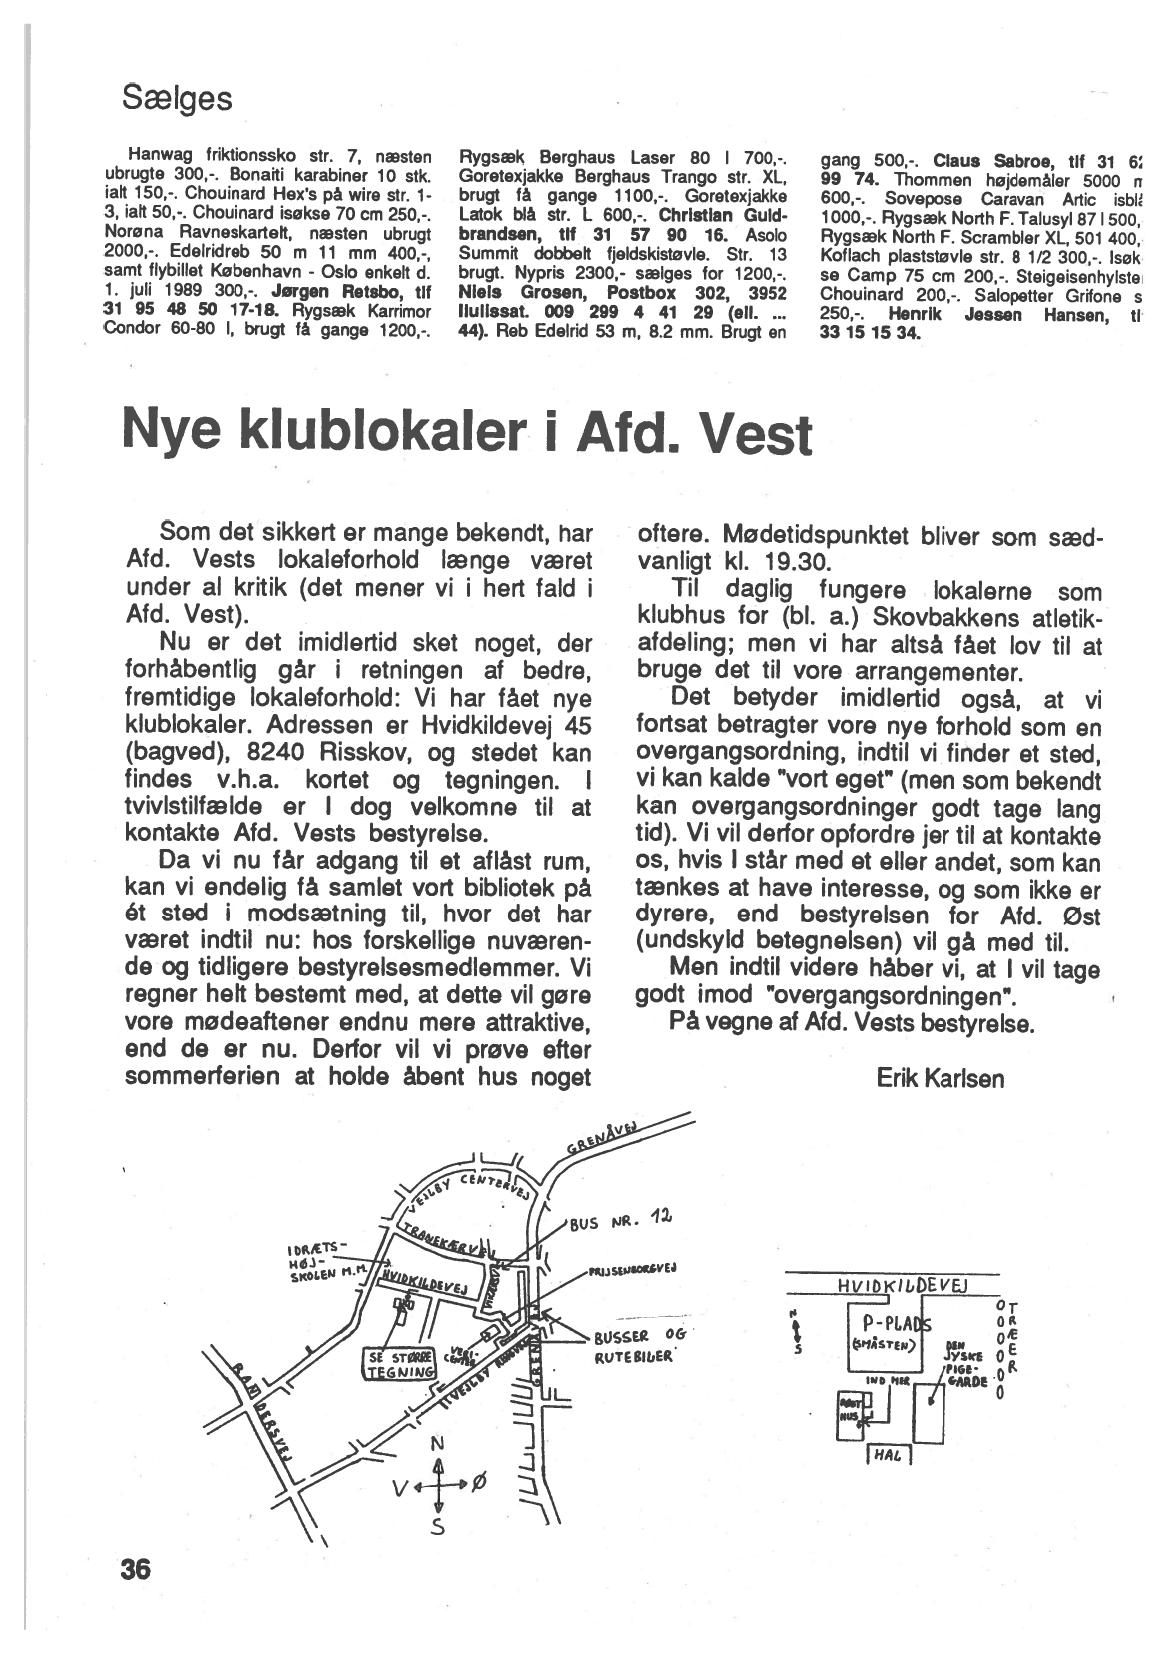 Sælges
Hanwag friktionssko str. 7, næsten
ubrugte 300,-. Bonaiti karabiner 10 stk.
ialt 150,-. Chouinard Hex's på wire str. 1-
3, ialt 50,-. Chouinard isøkse 70 cm 250,-.
Norøna Ravneskartelt, næsten ubrugt
2000,-. Edelridreb 50 m 11 mm 400,-,
samt flybillet København - Oslo enkelt d.
1. juli 1989 300,-. Jørgen Retsbo, tlf
31 95 48 50 17-18. Rygsæk Karrimor
Condor 60-80 l, brugt få gange 1200,-.
Rygsæk Berghaus Laser 80 l 700,-.
Goretexjakke Berghaus Trango str. XL,
brugt få gange 1100,-. Goretexjakke
Latok blå str. L 600,-. Christian Guld-
brandsen, tlf 31 57 90 16. Asolo
Summit dobbelt fjeldskistøvle. Str. 13
brugt. Nypris 2300,- sælges for 1200,-.
Niels Grosen, Postbox 302, 3952
Ilulissat. 009 299 4 41 29 (ell. ...
44). Reb Edelrid 53 m, 8.2 mm. Brugt en
gang 500,-. Claus Sabroe, tlf 31
99 74. Thommen højdemåler 5000
600,-. Sovepose Caravan Artic
1000,-. Rygsæk North F. Talusyl 87 l 500,
Rygsæk North F. Scrambler XL, 501 400,
Koflach plaststøvle str. 8 1/2 300,-. Isøk
se Camp 75 cm 200,-. Steigeisenhylste
Chouinard 200,-. Salopetter Grifone s
250,-. Henrik Jessen Hansen, tl
33 15 15 34.
Nye klublokaler i Afd. Vest
Som det sikkert er mange bekendt, har
Afd. Vests lokaleforhold længe været
under al kritik (det mener vi i hert fald i
Afd. Vest).
Nu er det imidlertid sket noget, der
forhåbentlig går i retningen af bedre,
fremtidige lokaleforhold: Vi har fået nye
klublokaler. Adressen er Hvidkildevej 45
(bagved), 8240 Risskov, og stedet kan
findes v.h.a. kortet og tegningen. I
tvivlstilfælde er I dog velkomne til at
kontakte Afd. Vests bestyrelse.
Da vi nu får adgang til et aflåst rum,
kan vi endelig få samlet vort bibliotek på
ét sted i modsætning til, hvor det har
været indtil nu: hos forskellige nuværen-
de og tidligere bestyrelsesmedlemmer. Vi
regner helt bestemt med, at dette vil gøre
vore mødeaftener endnu mere attraktive,
end de er nu. Derfor vil vi prøve efter
sommerferien at holde åbent hus noget
oftere. Mødetidspunktet bliver som sæd-
vanligt kl. 19.30.
Til daglig fungere lokalerne som
klubhus for (bl. a.) Skovbakkens atletik-
afdeling; men vi har altså fået lov til at
bruge det til vore arrangementer.
Det betyder imidlertid også, at vi
fortsat betragter vore nye forhold som en
overgangsordning, indtil vi finder et sted,
vi kan kalde "vort eget" (men som bekendt
kan overgangsordninger godt tage lang
tid). Vi vil derfor opfordre jer til at kontakte
os, hvis I står med et eller andet, som kan
tænkes at have interesse, og som ikke er
dyrere, end bestyrelsen for Afd. Øst
(undskyld betegnelsen) vil gå med til.
Men indtil videre håber vi, at I vil tage
godt imod "overgangsordningen".
På vegne af Afd. Vests bestyrelse.
Erik Karlsen
GRENÅVEJ
VEJLBY CENTERVEJ
BUS NR. 12
TRANEKÆRVEJ
IDRÆTS-
HØJ-
SKOLEN M.M.
HVIDKILDEVEJ
BUSSER OG
RUTEBILER
VERI-
CENTER
SE STØRRE
TEGNING
VEJLBY RINGVEJ
GRENÅVEJ
RANDERSVEJ
N
V Ø
S
HVIDKILDEVEJ
N
S
P-PLADS
(SMÅSTEN)
DEN
JYSKE
PIGE-
GARDE
TRÆER
HUS
HAL
36